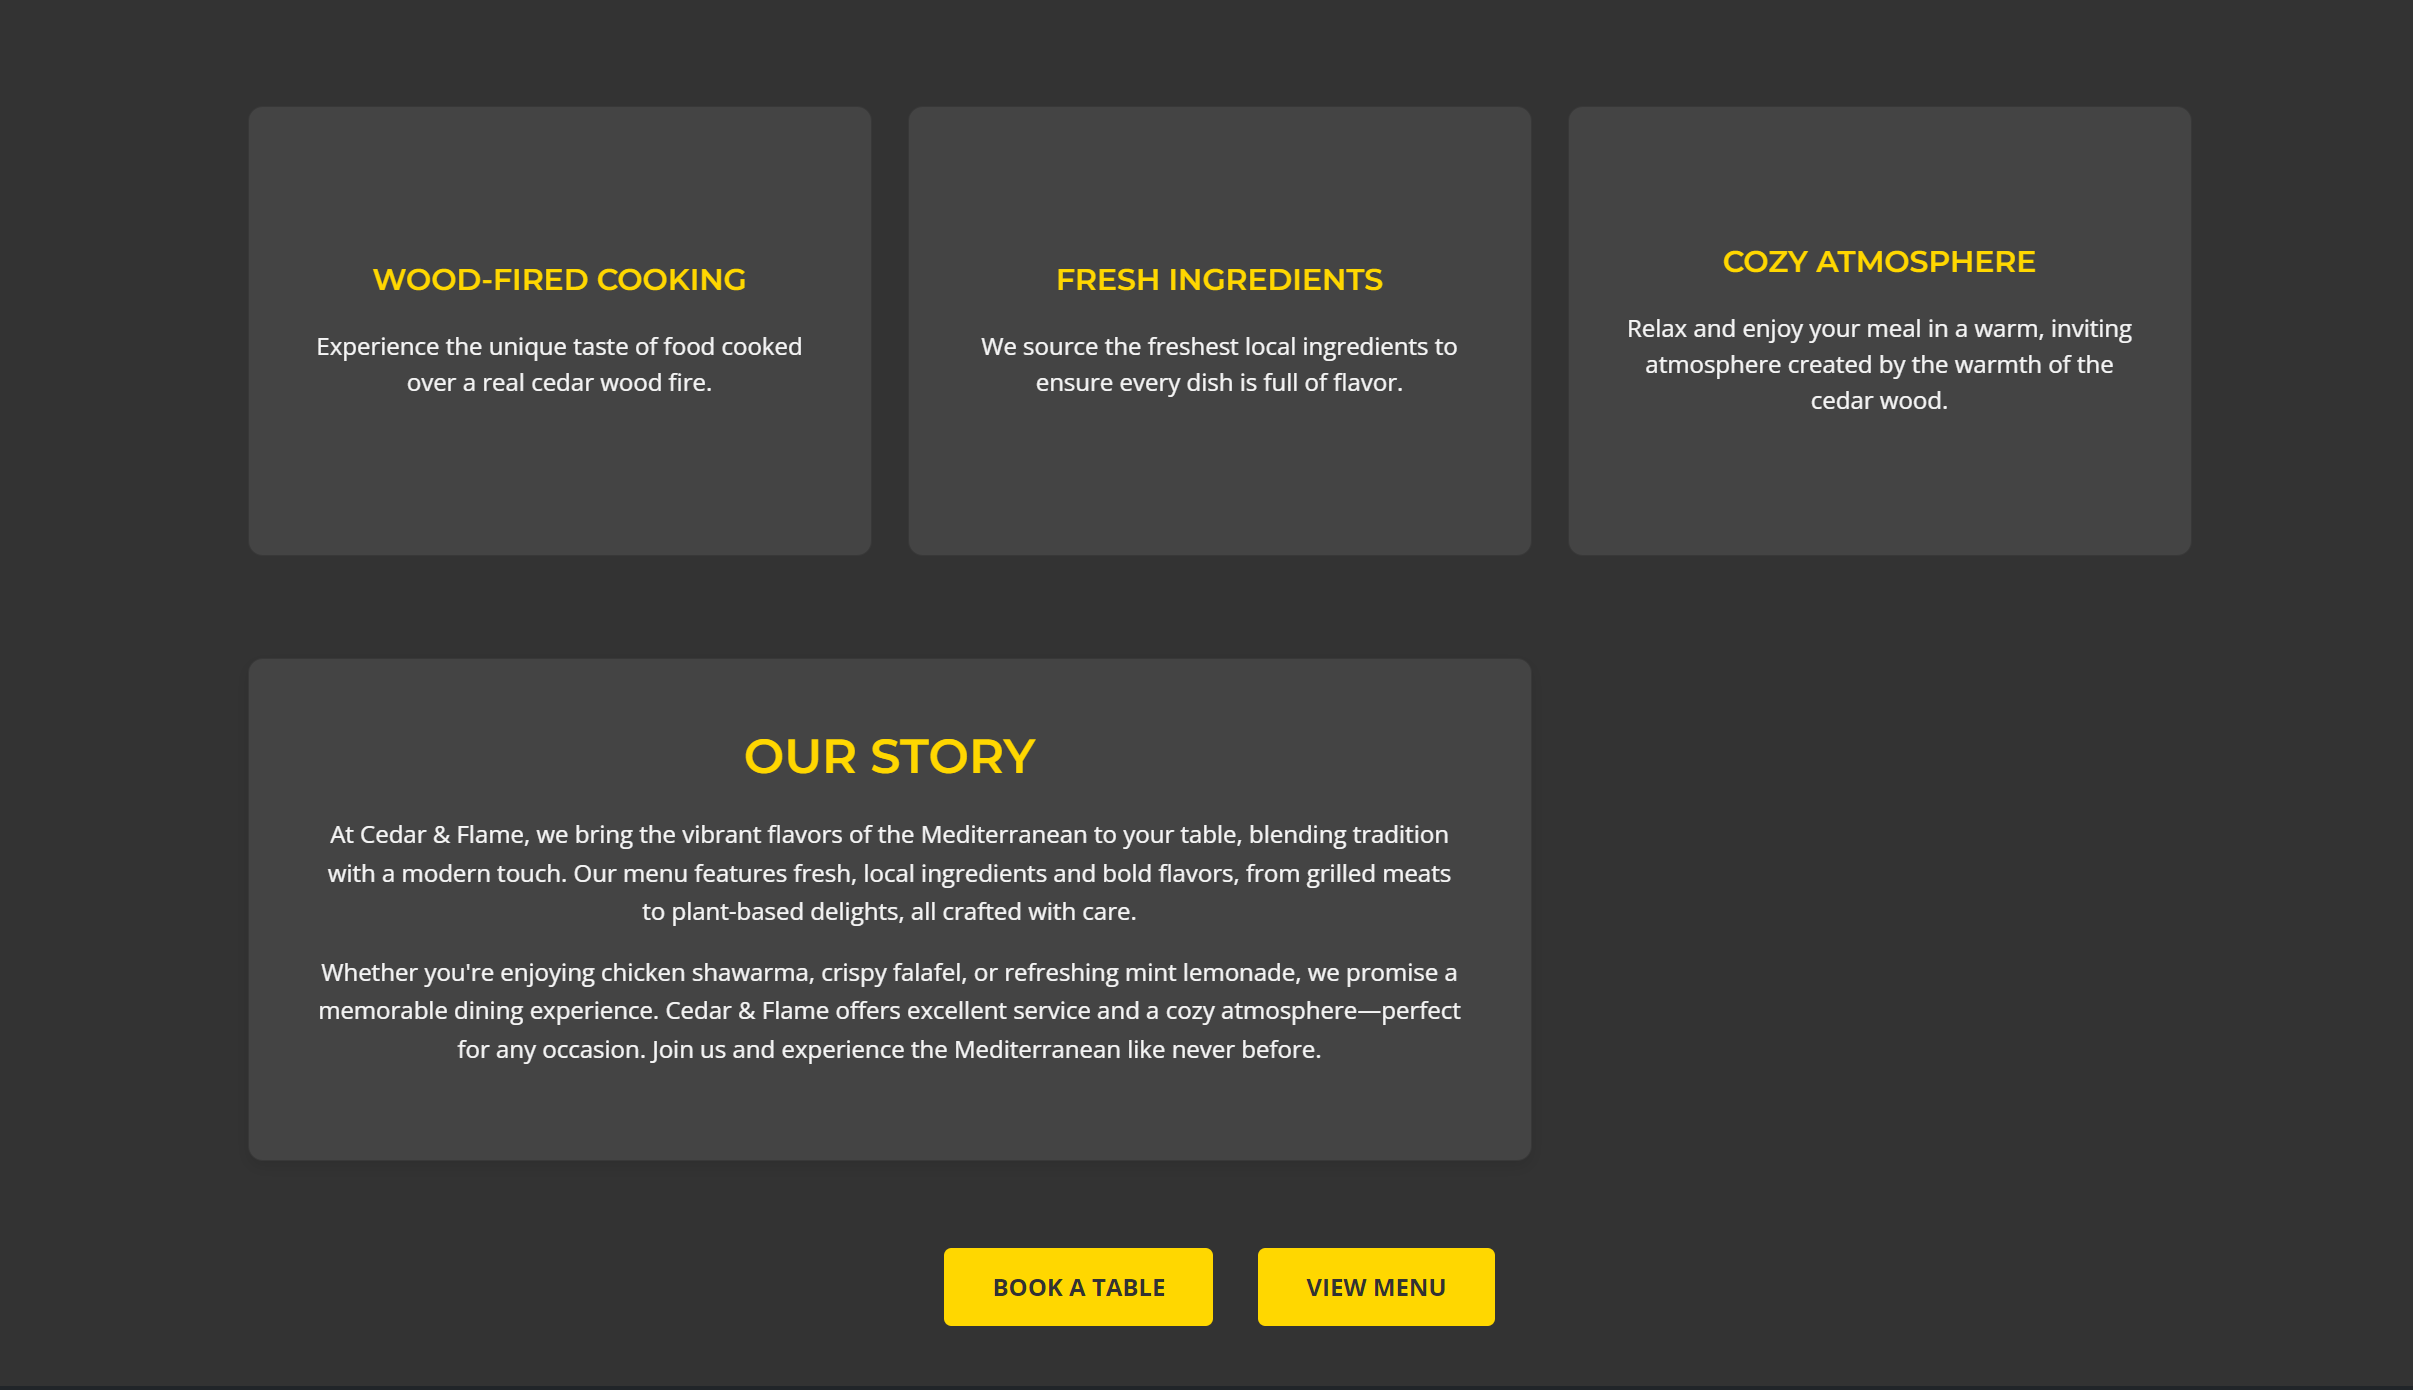 WOOD-FIRED COOKING
Experience the unique taste of food cooked
over a real cedar wood fire.
FRESH INGREDIENTS
We source the freshest local ingredients to
ensure every dish is full of flavor.
COZY ATMOSPHERE
Relax and enjoy your meal in a warm, inviting
atmosphere created by the warmth of the
cedar wood.
OUR STORY
At Cedar & Flame, we bring the vibrant flavors of the Mediterranean to your table, blending tradition
with a modern touch. Our menu features fresh, local ingredients and bold flavors, from grilled meats
to plant-based delights, all crafted with care.
Whether you're enjoying chicken shawarma, crispy falafel, or refreshing mint lemonade, we promise a
memorable dining experience. Cedar & Flame offers excellent service and a cozy atmosphere—perfect
for any occasion. Join us and experience the Mediterranean like never before.
BOOK A TABLE
VIEW MENU